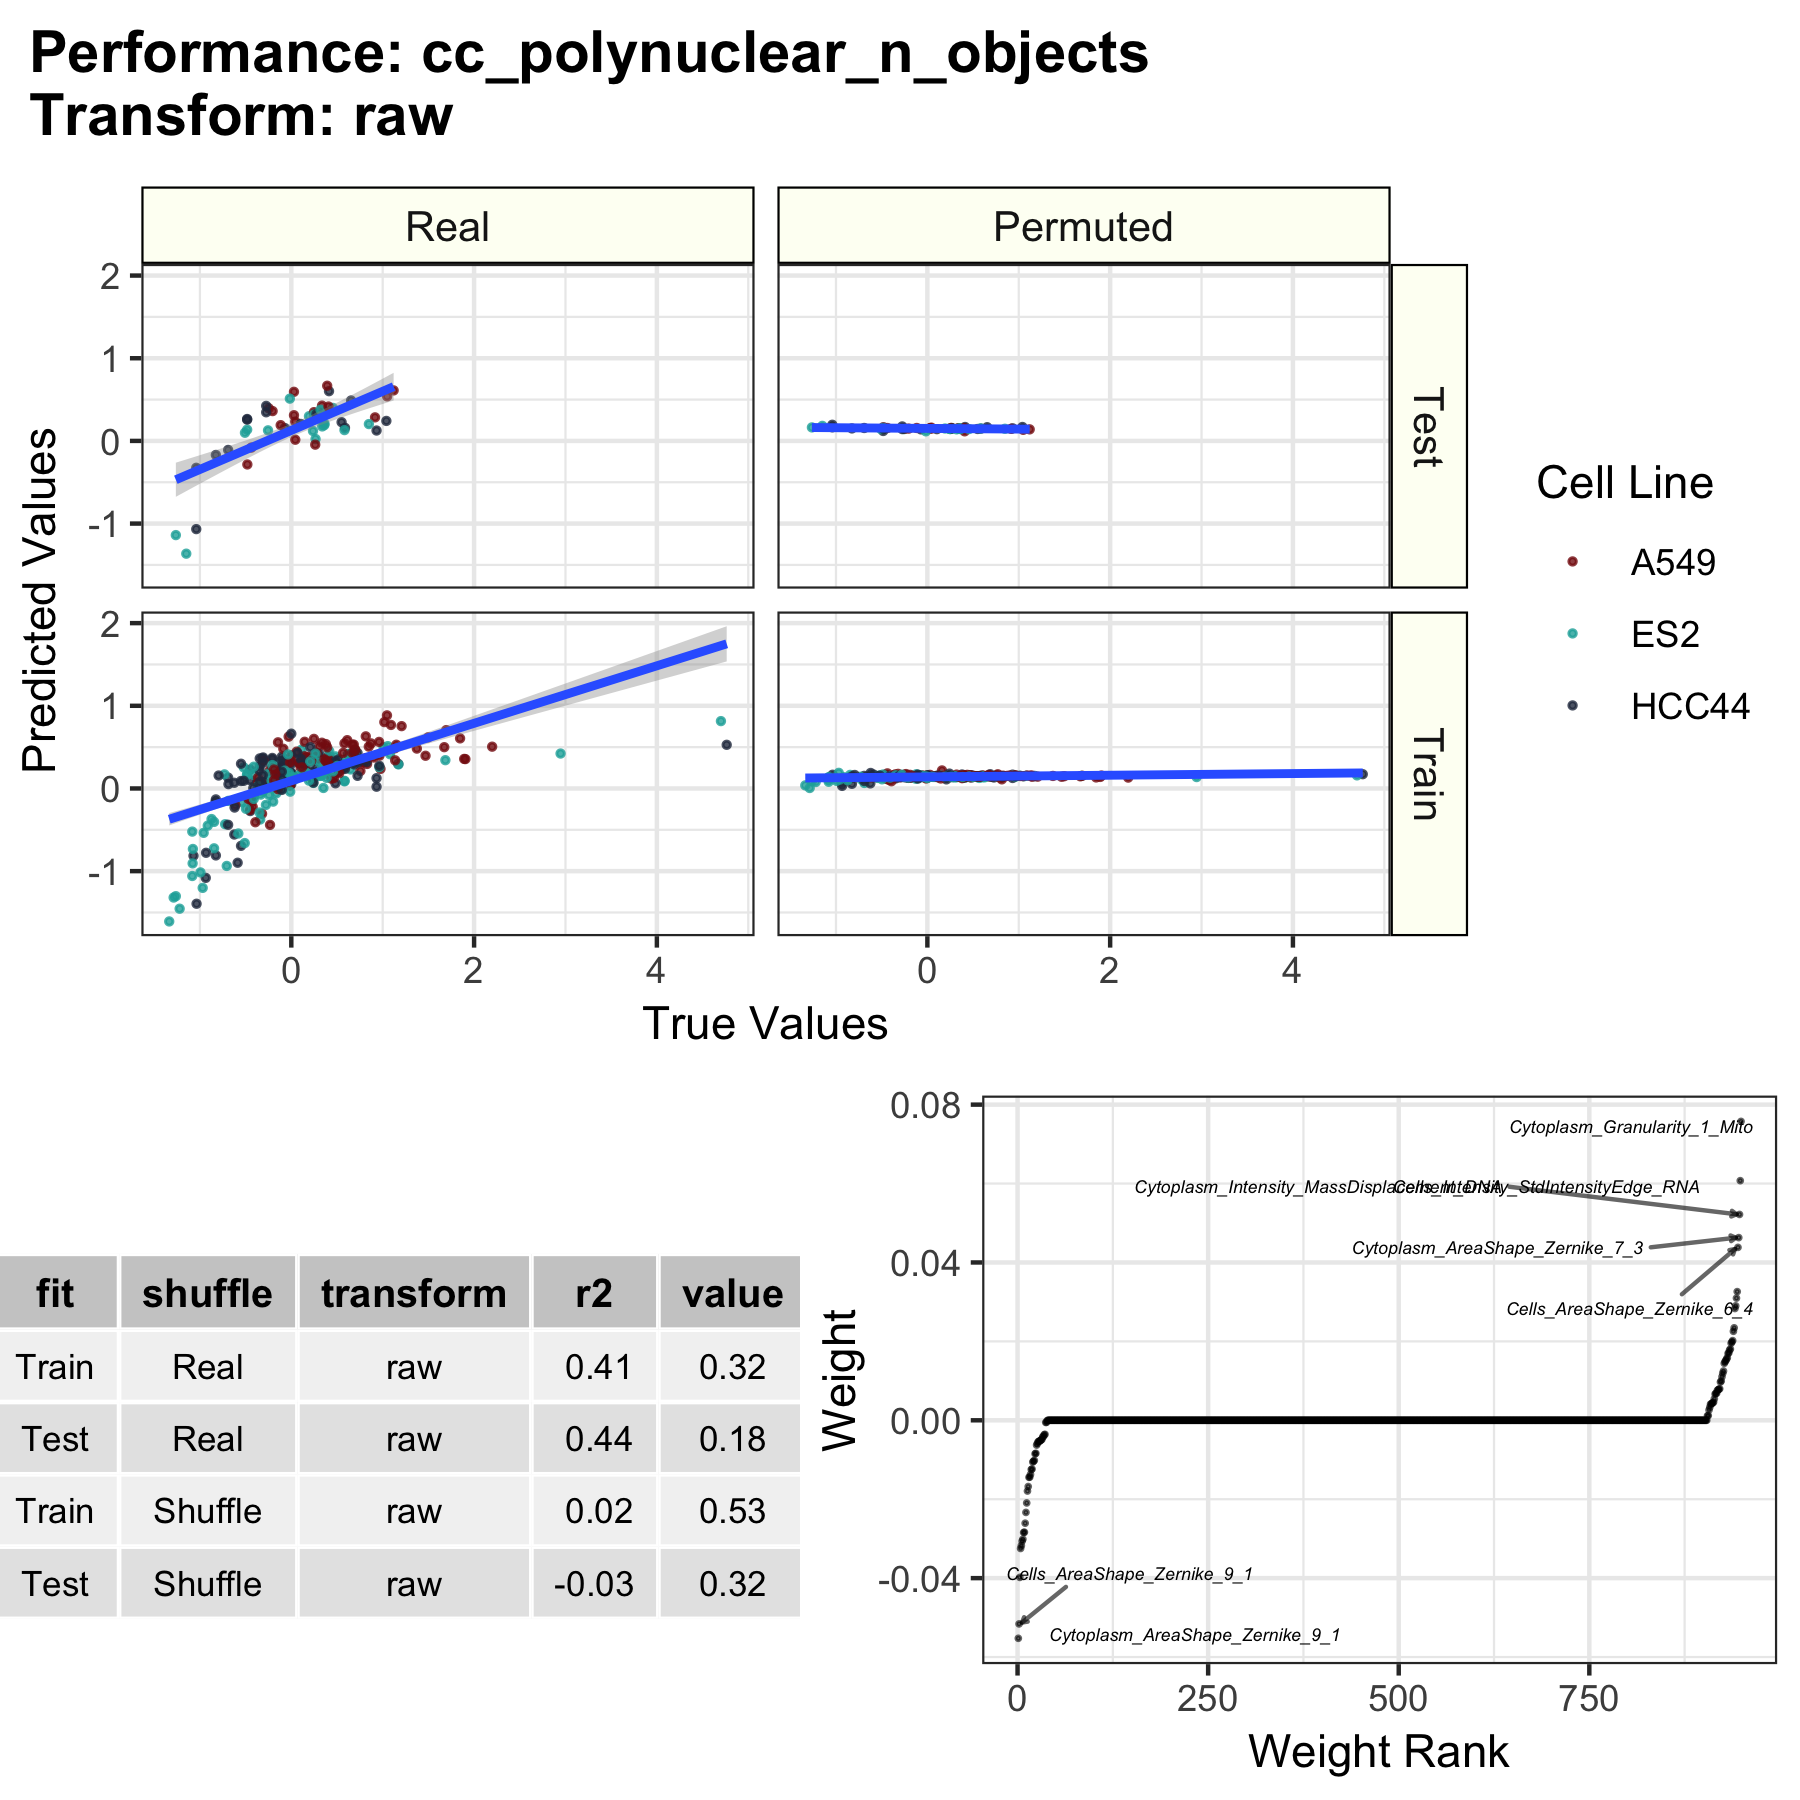 Performance: cc_polynuclear_n_objects
Transform: raw
Real
Permuted
2
1
0
-1
Test
2
1
0
-1
Train
0
2
4
0
2
4
Predicted Values
True Values
Cell Line
A549
ES2
HCC44
fit shuffle transform r2 value
Train Real raw 0.41 0.32
Test Real raw 0.44 0.18
Train Shuffle raw 0.02 0.53
Test Shuffle raw -0.03 0.32
0.08
0.04
0.00
-0.04
Weight
Cytoplasm_Granularity_1_Mito
Cytoplasm_Intensity_MassDisplacement_DNA
Cells_Intensity_StdIntensityEdge_RNA
Cytoplasm_AreaShape_Zernike_7_3
Cells_AreaShape_Zernike_6_4
Cells_AreaShape_Zernike_9_1
Cytoplasm_AreaShape_Zernike_9_1
0
250
500
750
Weight Rank